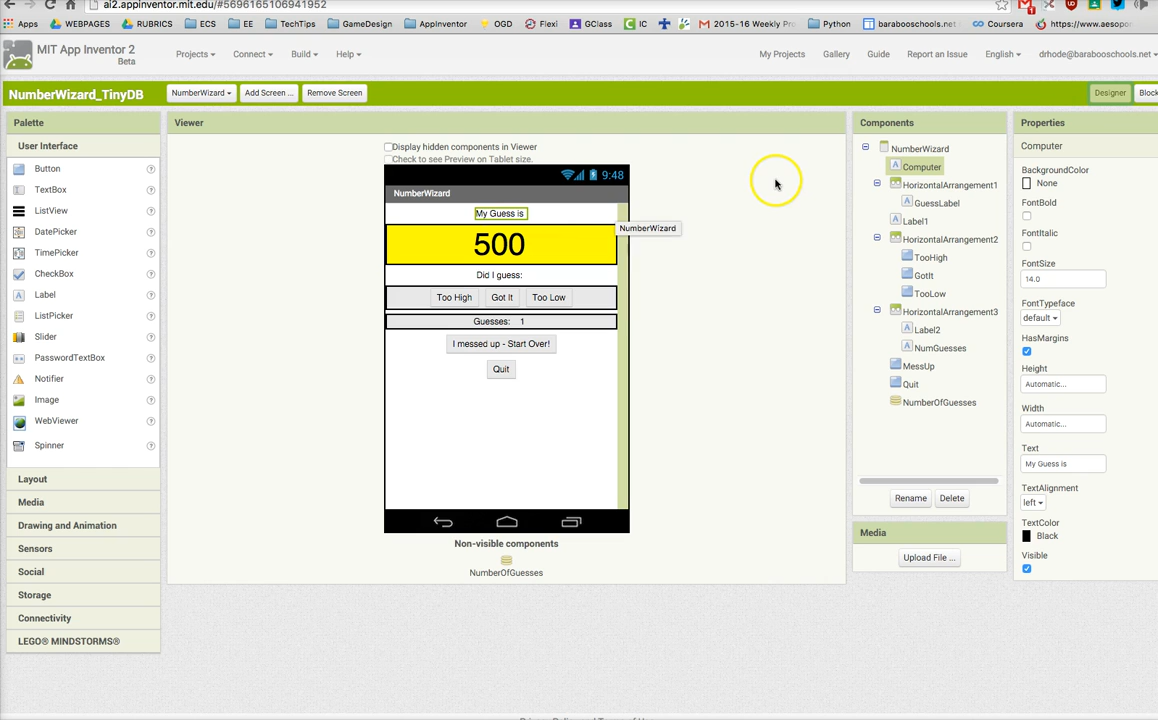 ai2.appinventor.mit.edu/#5696165106941952
Apps WEBPAGES RUBRICS ECS EE TechTips GameDesign AppInventor OGD Flexi GClass IC 2015-16 Weekly Pro Python baraboosch​ools.net Coursera https://www.aesopo
MIT App Inventor 2
Beta
Projects Connect Build Help My Projects Gallery Guide Report an Issue English drhode@barabooschools.net
NumberWizard_TinyDB NumberWizard Add Screen ... Remove Screen Designer Block
Palette
User Interface
Button
TextBox
ListView
DatePicker
TimePicker
CheckBox
Label
ListPicker
Slider
PasswordTextBox
Notifier
Image
WebViewer
Spinner
Layout
Media
Drawing and Animation
Sensors
Social
Storage
Connectivity
LEGO® MINDSTORMS®
Viewer
Display hidden components in Viewer
Check to see Preview on Tablet size.
9:48
NumberWizard
My Guess is
NumberWizard
500
Did I guess:
Too High Got It Too Low
Guesses: 1
I messed up - Start Over!
Quit
Non-visible components
NumberOfGuesses
Components
NumberWizard
Computer
HorizontalArrangement1
GuessLabel
Label1
HorizontalArrangement2
TooHigh
GotIt
TooLow
HorizontalArrangement3
Label2
NumGuesses
MessUp
Quit
NumberOfGuesses
Rename Delete
Media
Upload File ...
Properties
Computer
BackgroundColor
None
FontBold
FontItalic
FontSize
14.0
FontTypeface
default
HasMargins
Height
Automatic...
Width
Automatic...
Text
My Guess is
TextAlignment
left
TextColor
Black
Visible